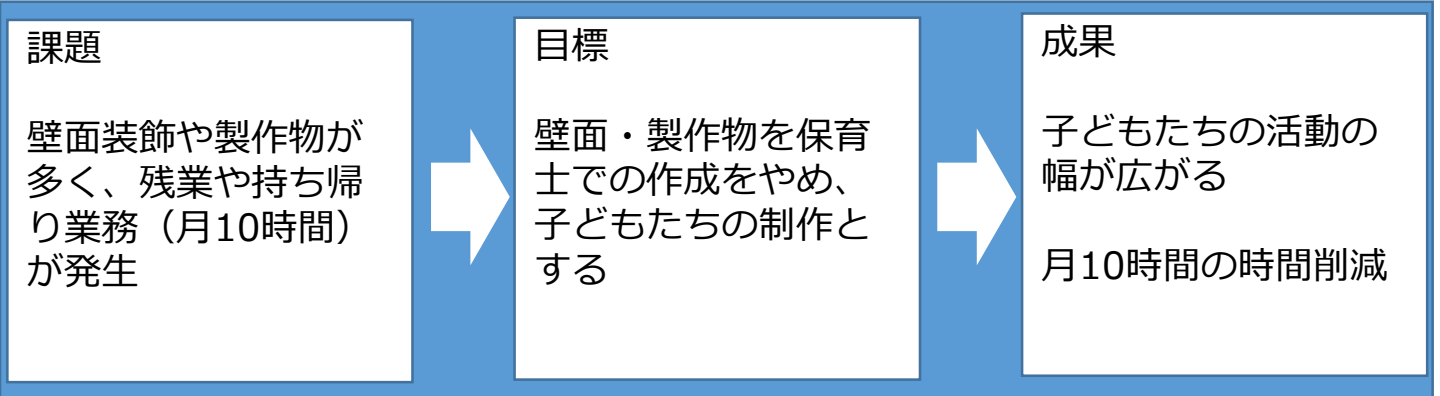 課題
壁面装飾や製作物が
多く、残業や持ち帰
り業務（月10時間）
が発生
目標
壁面・製作物を保育
士での作成をやめ、
子どもたちの制作と
する
成果
子どもたちの活動の
幅が広がる
月10時間の時間削減